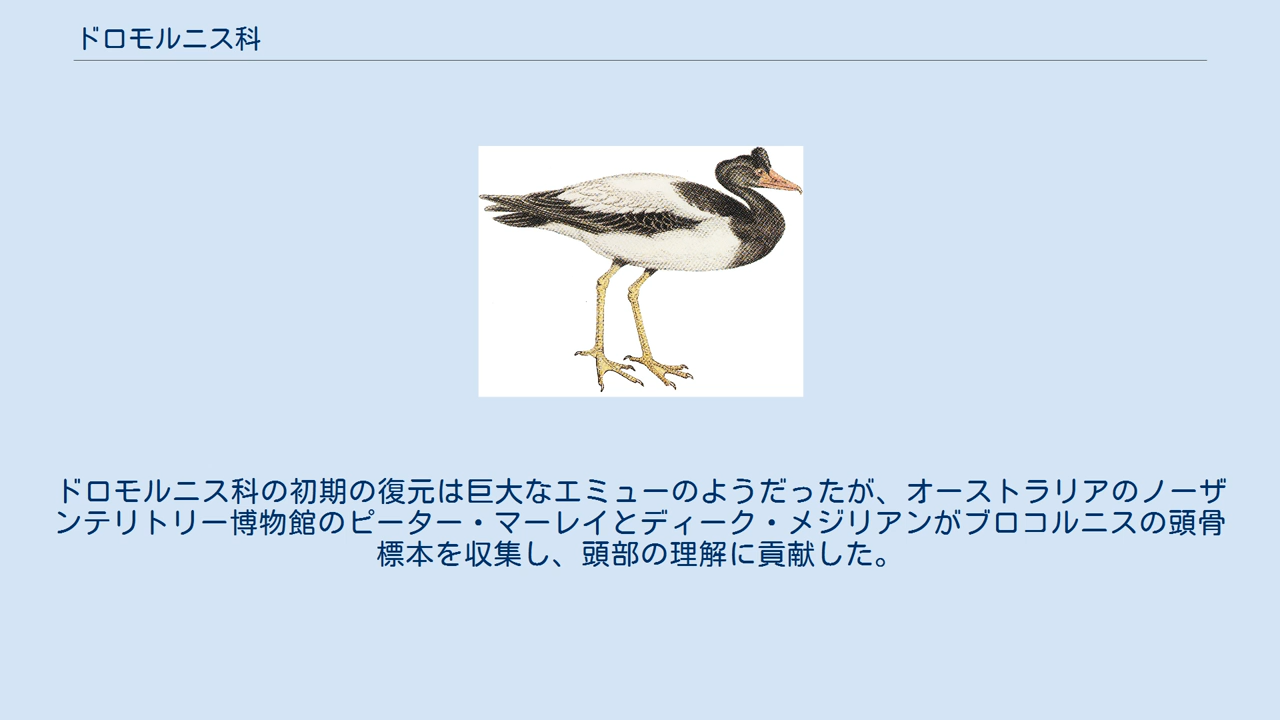 ドロモルニス科
ドロモルニス科の初期の復元は巨大なエミューのようだったが、オーストラリアのノーザ
ンテリトリー博物館のピーター・マーレイとディーク・メジリアンがブロコルニスの頭骨
標本を収集し、頭部の理解に貢献した。